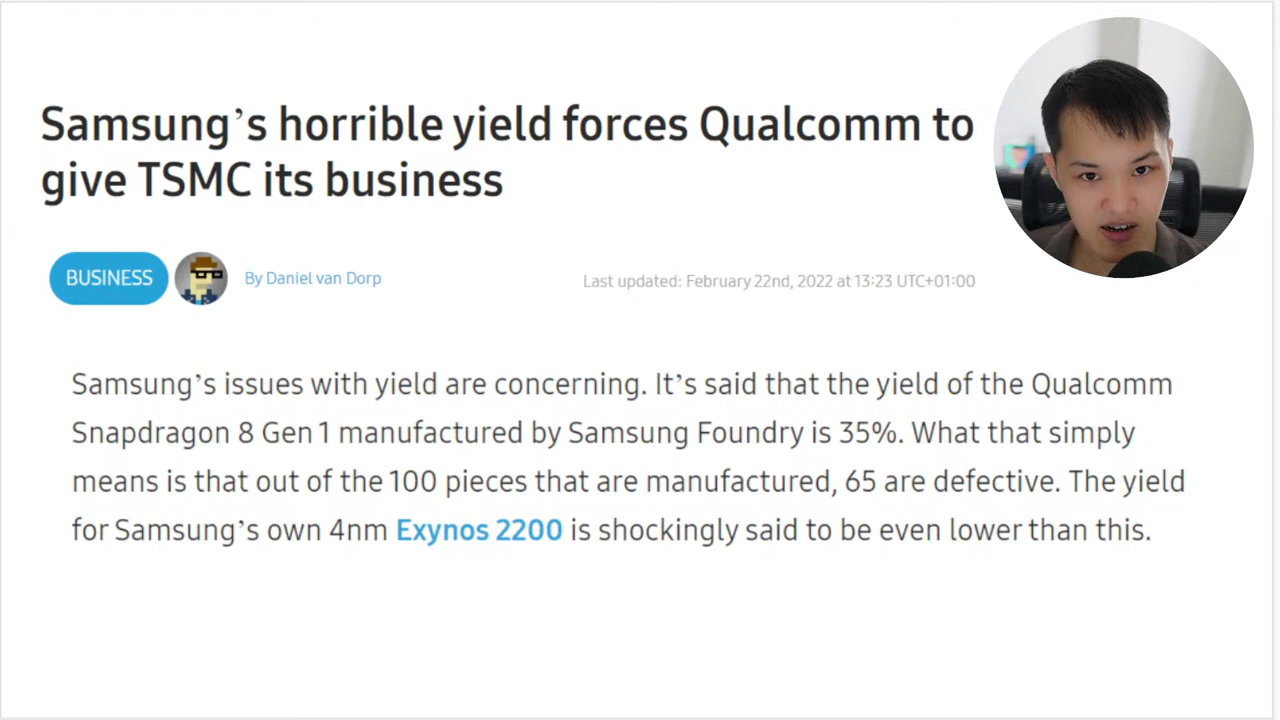 Samsung’s horrible yield forces Qualcomm to
give TSMC its business
BUSINESS
By Daniel van Dorp
Last updated: February 22nd, 2022 at 13:23 UTC+01:00
Samsung’s issues with yield are concerning. It’s said that the yield of the Qualcomm
Snapdragon 8 Gen 1 manufactured by Samsung Foundry is 35%. What that simply
means is that out of the 100 pieces that are manufactured, 65 are defective. The yield
for Samsung’s own 4nm Exynos 2200 is shockingly said to be even lower than this.